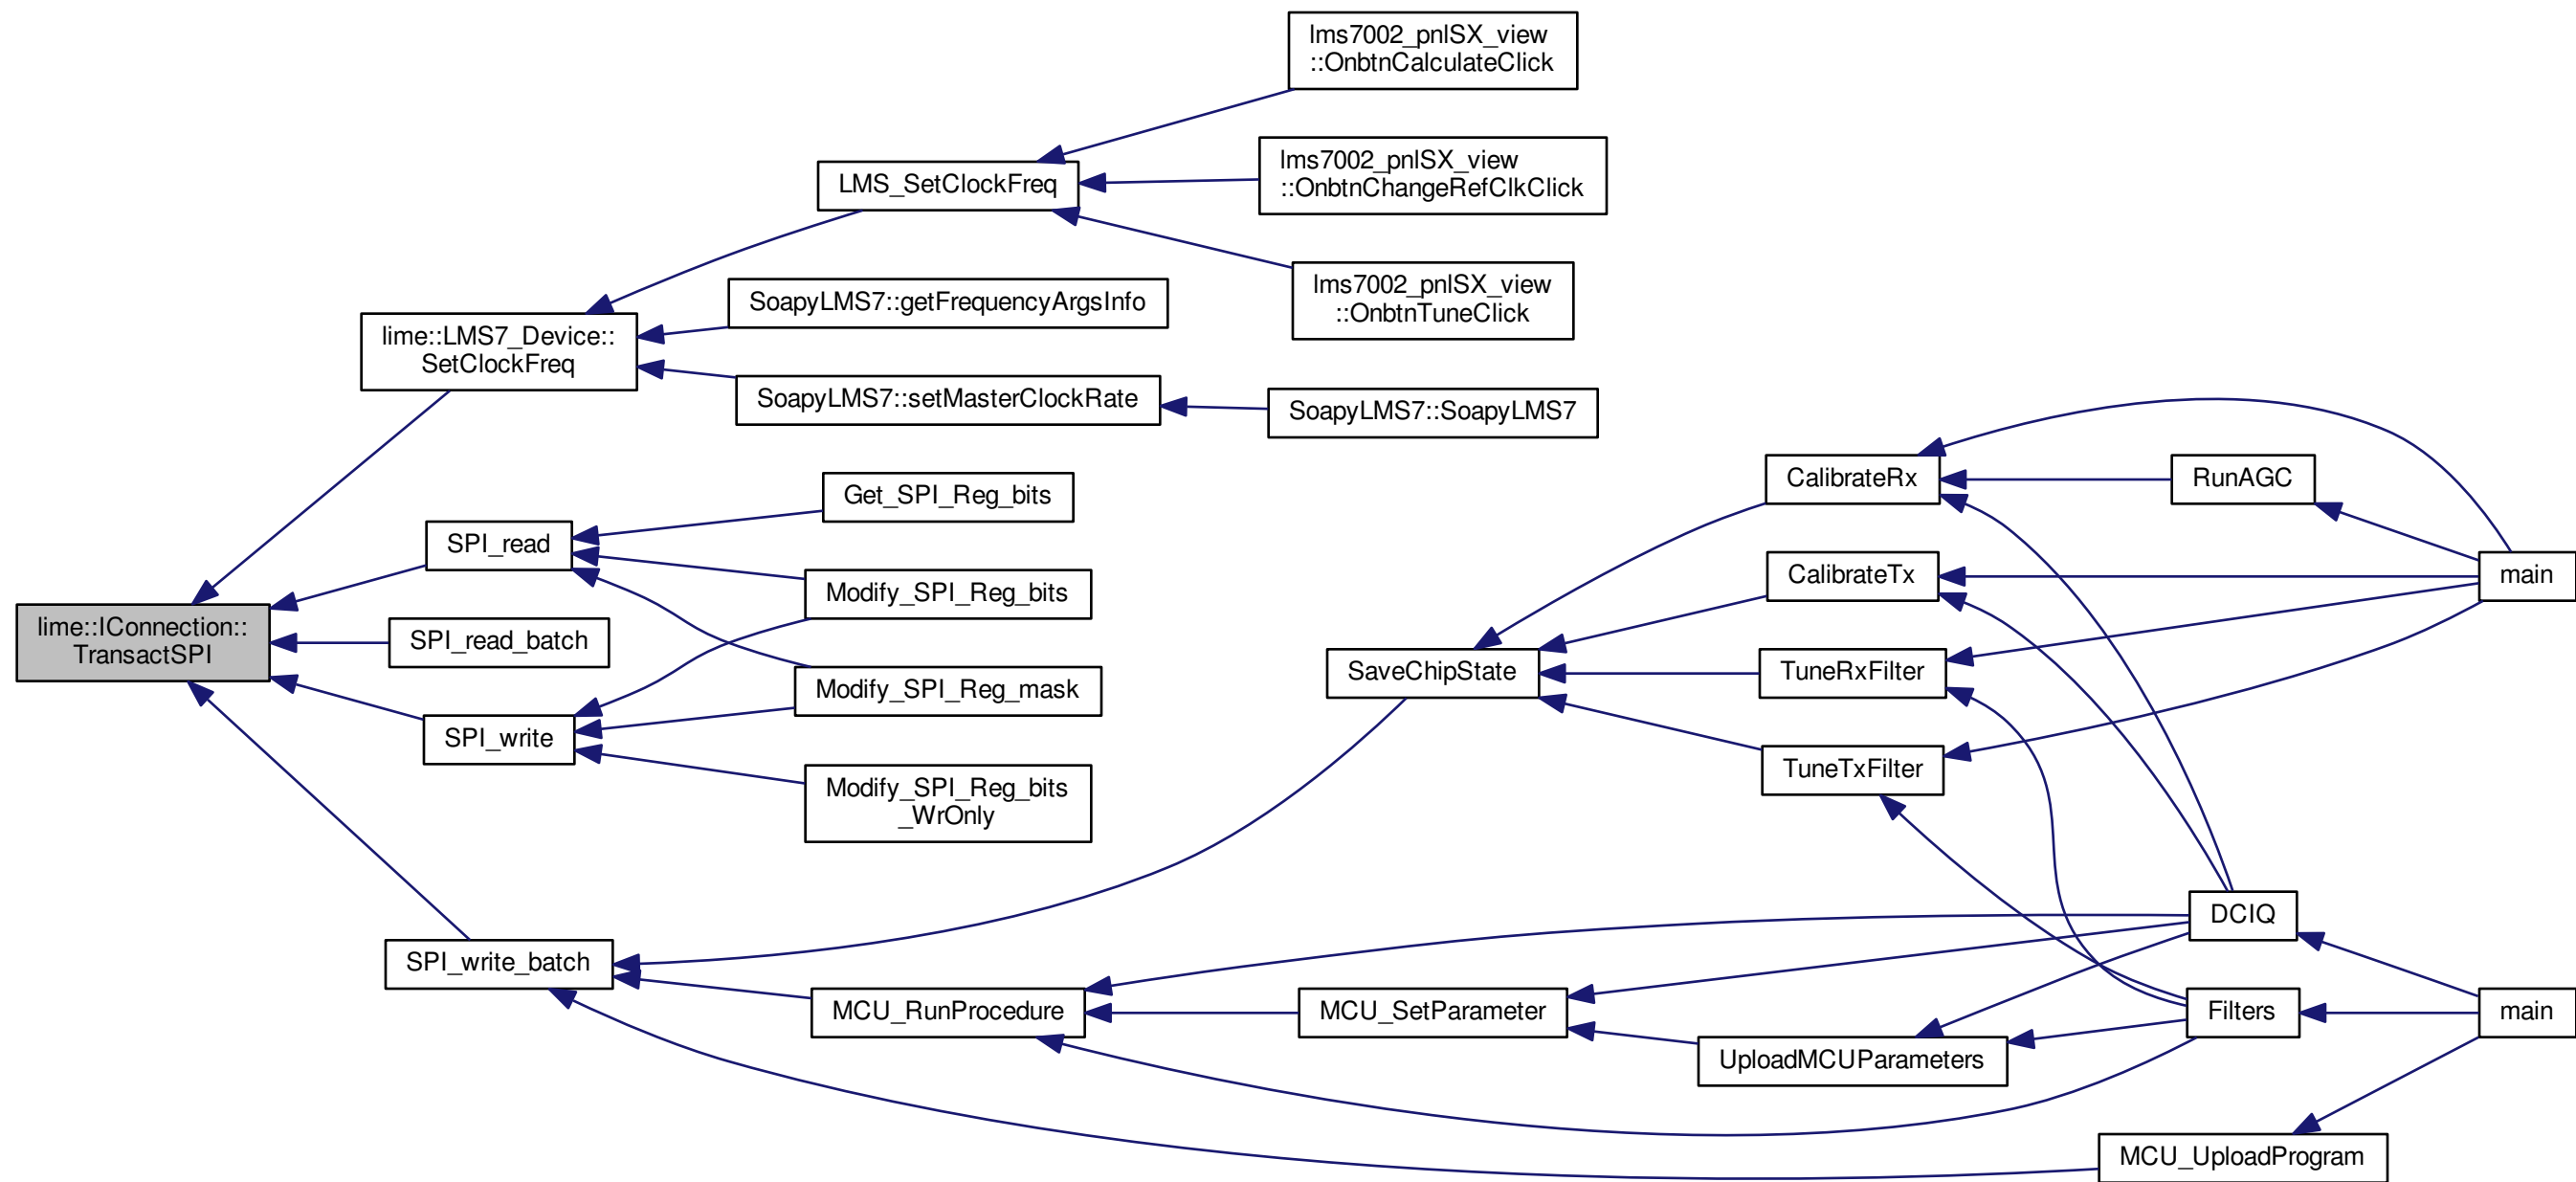 lms7002_pnlSX_view
::OnbtnCalculateClick
lms7002_pnlSX_view
::OnbtnChangeRefClkClick
LMS_SetClockFreq
lms7002_pnlSX_view
::OnbtnTuneClick
SoapyLMS7::getFrequencyArgsInfo
lime::LMS7_Device::
SetClockFreq
SoapyLMS7::setMasterClockRate
SoapyLMS7::SoapyLMS7
Get_SPI_Reg_bits
CalibrateRx
RunAGC
SPI_read
Modify_SPI_Reg_bits
CalibrateTx
main
lime::IConnection::
TransactSPI
SPI_read_batch
SaveChipState
TuneRxFilter
Modify_SPI_Reg_mask
SPI_write
TuneTxFilter
Modify_SPI_Reg_bits
_WrOnly
DCIQ
SPI_write_batch
MCU_RunProcedure
MCU_SetParameter
Filters
main
UploadMCUParameters
MCU_UploadProgram